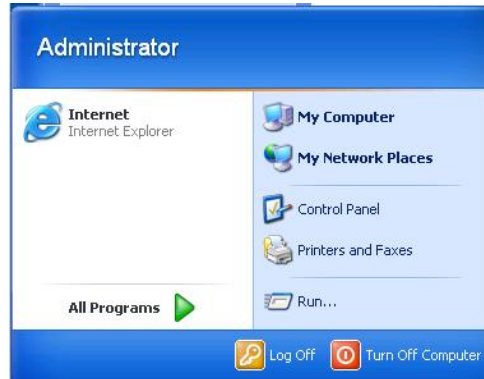 Administrator
Internet
Internet Explorer
All Programs
My Computer
My Network Places
Control Panel
Printers and Faxes
Run...
Log Off
Turn Off Computer